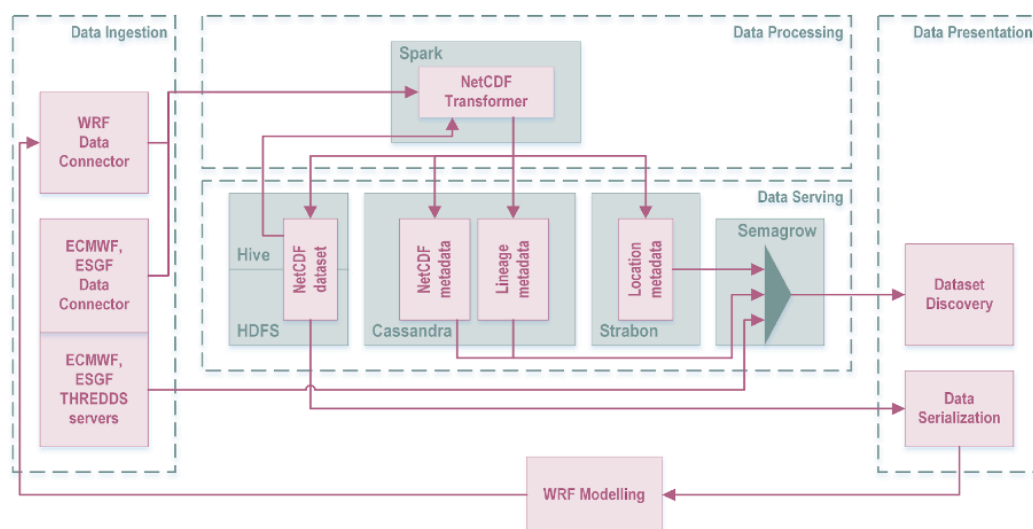 Data Ingestion
Data Processing
Data Presentation
Spark
NetCDF
Transformer
WRF
Data
Connector
Data Serving
ECMWF,
ESGF
Data
Connector
Hive
HDFS
NetCDF
dataset
NetCDF
metadata
Lineage
metadata
Cassandra
Location
metadata
Strabon
Semagrow
Dataset
Discovery
ECMWF,
ESGF
THREDDS
servers
Data
Serialization
WRF Modelling